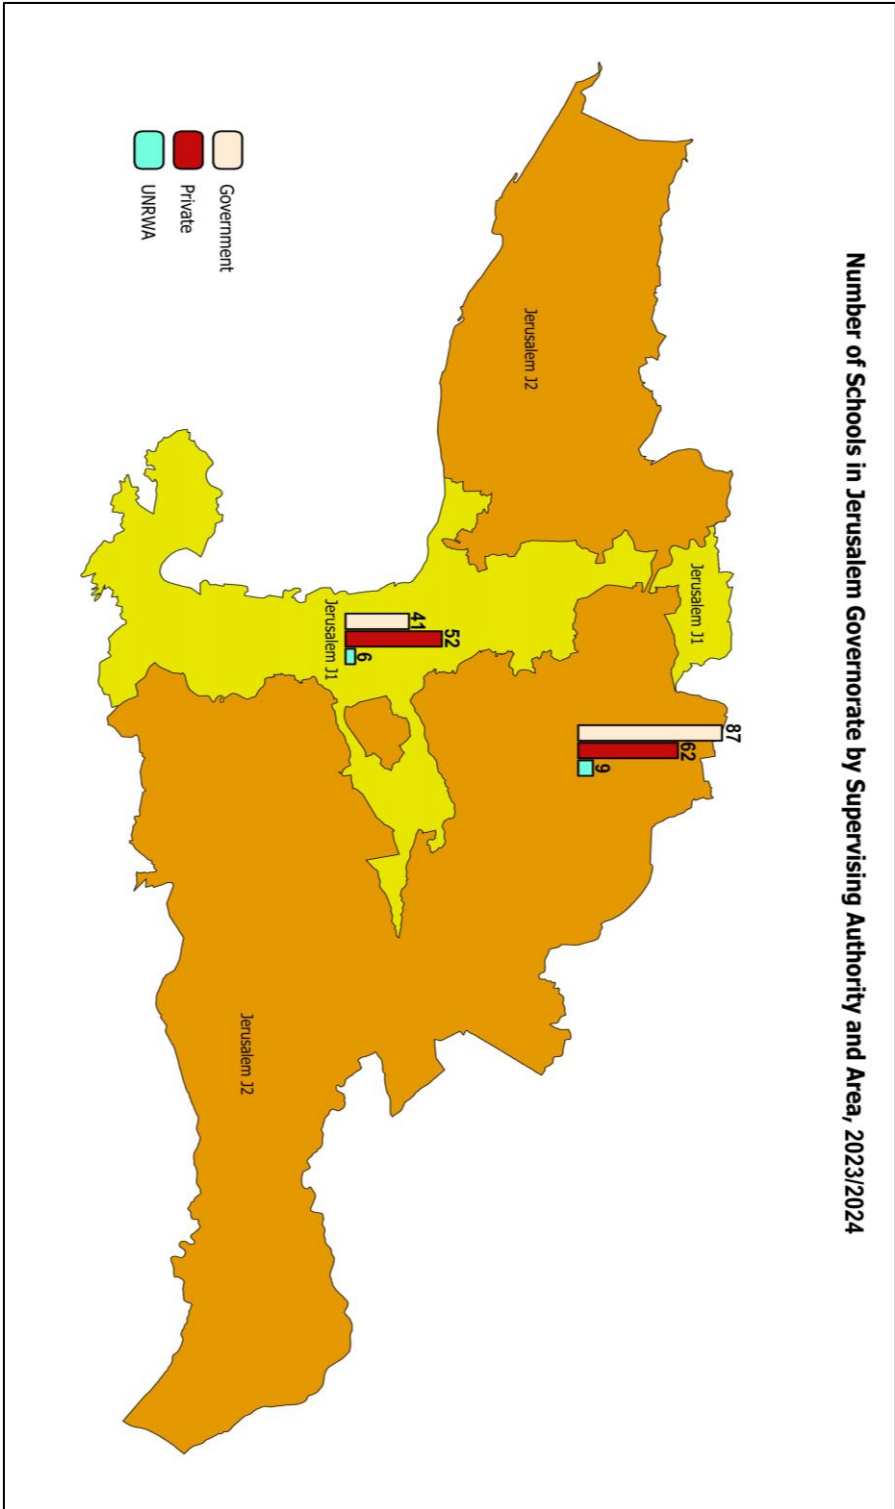 Number of Schools in Jerusalem Governorate by Supervising Authority and Area, 2023/2024
Jerusalem J1
87
62
9
Jerusalem J2
41
52
6
Jerusalem J1
Jerusalem J2
Government
Private
UNRWA